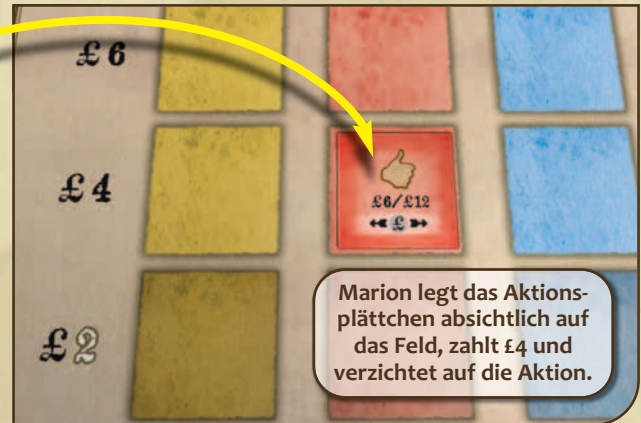 £6
£4
£6/£12
£
£2
Marion legt das Aktions-
plättchen absichtlich auf
das Feld, zahlt £4 und
verzichtet auf die Aktion.